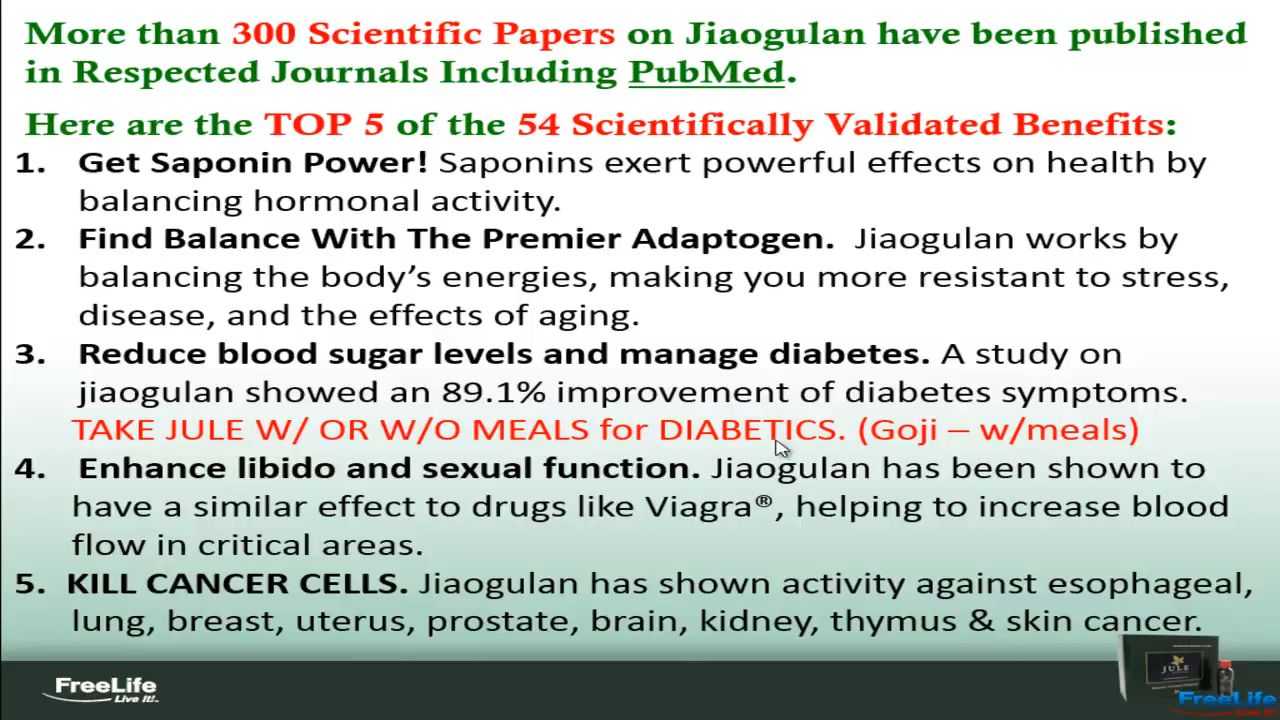 More than 300 Scientific Papers on Jiaogulan have been published
in Respected Journals Including PubMed.
Here are the TOP 5 of the 54 Scientifically Validated Benefits:
1. Get Saponin Power! Saponins exert powerful effects on health by
balancing hormonal activity.
2. Find Balance With The Premier Adaptogen. Jiaogulan works by
balancing the body's energies, making you more resistant to stress,
disease, and the effects of aging.
3. Reduce blood sugar levels and manage diabetes. A study on
jiaogulan showed an 89.1% improvement of diabetes symptoms.
TAKE JULE W/ OR W/O MEALS for DIABETICS. (Goji – w/meals)
4. Enhance libido and sexual function. Jiaogulan has been shown to
have a similar effect to drugs like Viagra®, helping to increase blood
flow in critical areas.
5. KILL CANCER CELLS. Jiaogulan has shown activity against esophageal,
lung, breast, uterus, prostate, brain, kidney, thymus & skin cancer.
FreeLife
Live It!
JULE
FreeLife
Live It!